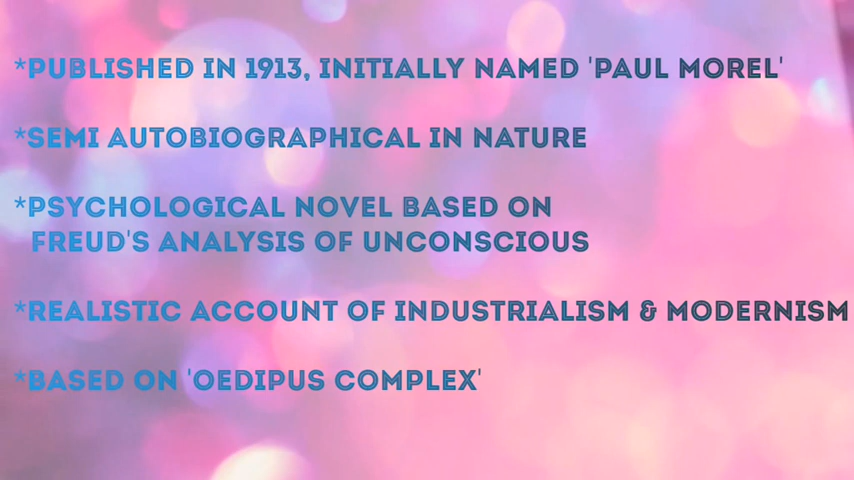 *PUBLISHED IN 1913, INITIALLY NAMED 'PAUL MOREL'
*SEMI AUTOBIOGRAPHICAL IN NATURE
*PSYCHOLOGICAL NOVEL BASED ON
FREUD'S ANALYSIS OF UNCONSCIOUS
*REALISTIC ACCOUNT OF INDUSTRIALISM & MODERNISM
*BASED ON 'OEDIPUS COMPLEX'